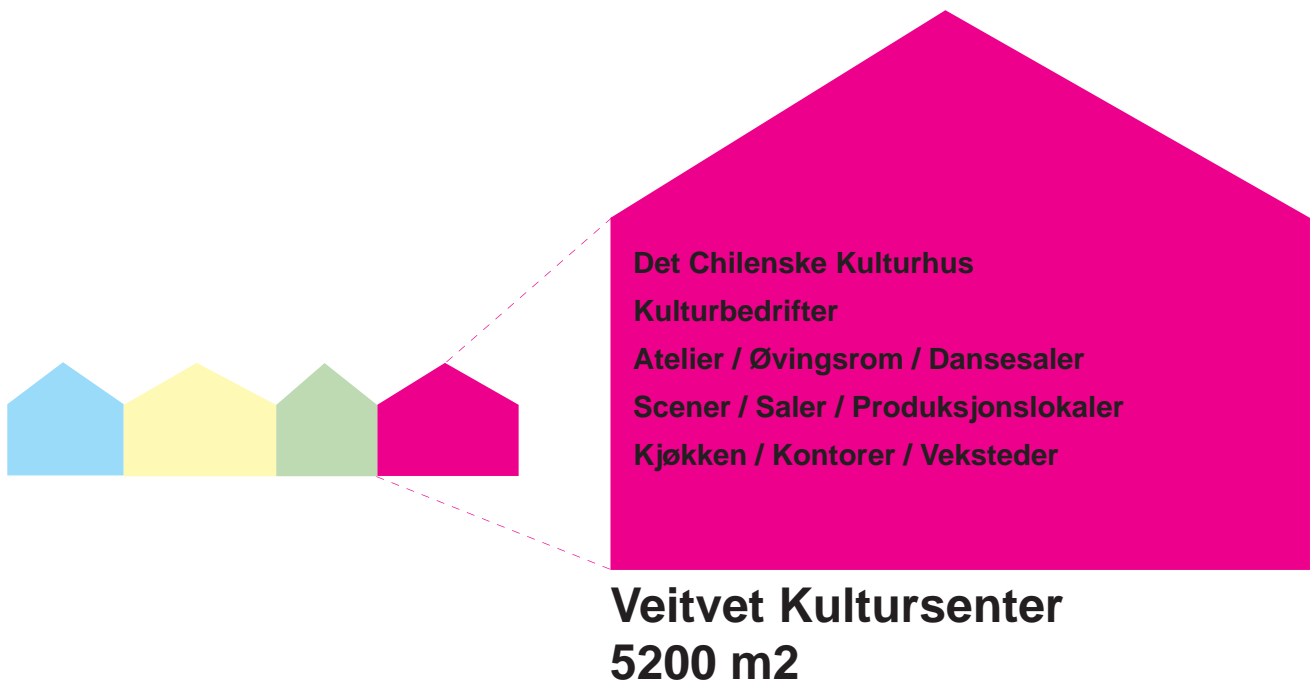 Det Chilenske Kulturhus
Kulturbedrifter
Atelier / Øvingsrom / Dansesaler
Scener / Saler / Produksjonslokaler
Kjøkken / Kontorer / Veksteder
Veitvet Kultursenter
5200 m2